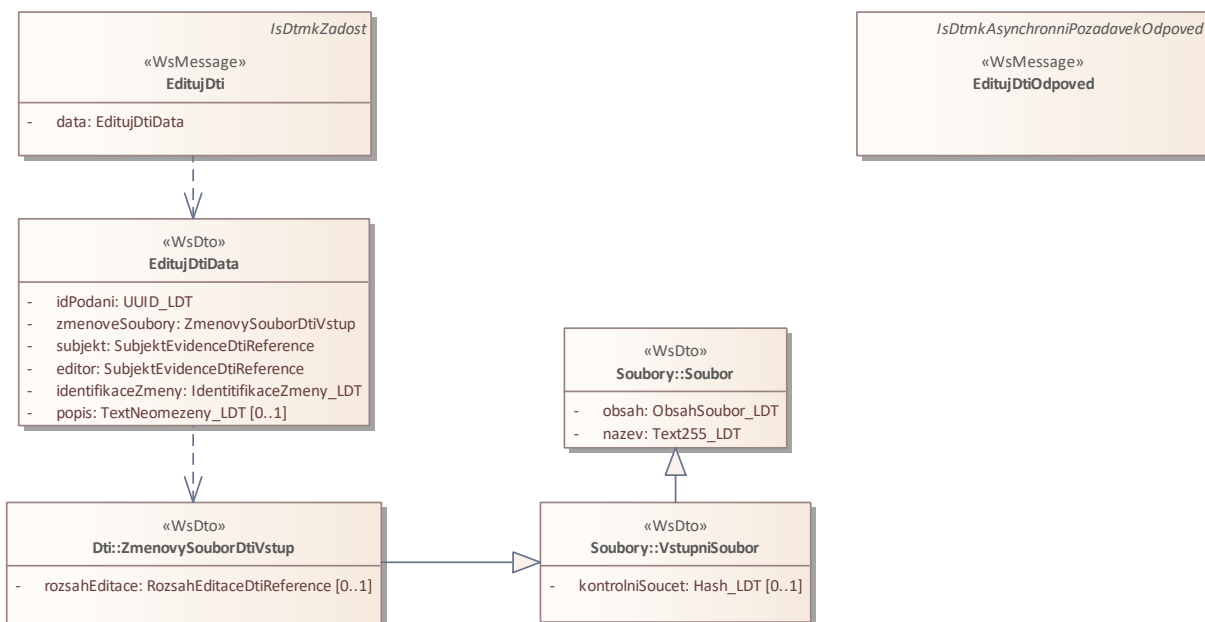 IsDtmkZadost
«WsMessage»
EditujDti
- data: EditujDtiData
IsDtmkAsynchronniPozadavekOdpoved
«WsMessage»
EditujDtiOdpoved
«WsDto»
EditujDtiData
- idPodani: UUID_LDT
- zmenoveSoubory: ZmenovySouborDtiVstup
- subjekt: SubjektEvidenceDtiReference
- editor: SubjektEvidenceDtiReference
- identifikaceZmeny: IdentitifikaceZmeny_LDT
- popis: TextNeomezeny_LDT [0..1]
«WsDto»
Soubory::Soubor
- obsah: ObsahSoubor_LDT
- nazev: Text255_LDT
«WsDto»
Dti::ZmenovySouborDtiVstup
- rozsahEditace: RozsahEditaceDtiReference [0..1]
«WsDto»
Soubory::VstupniSoubor
- kontrolniSoucet: Hash_LDT [0..1]